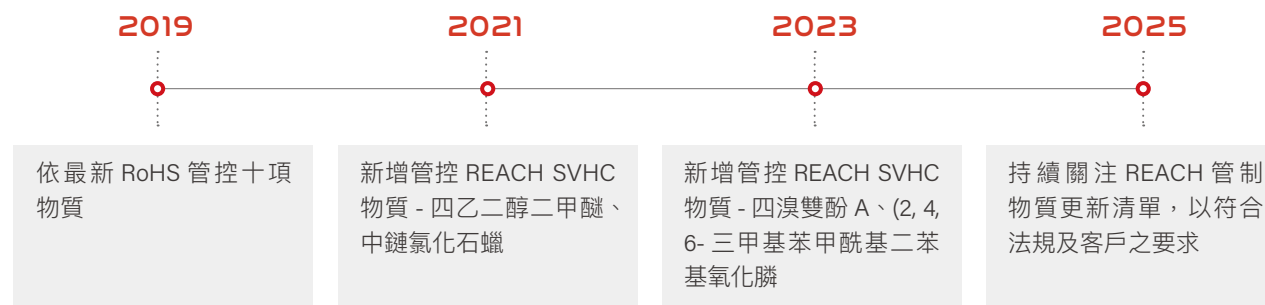 2019
2021
2023
2025
依最新 RoHS 管控十項
物質
新增管控 REACH SVHC
物質 - 四乙二醇二甲醚、
中鏈氯化石蠟
新增管控 REACH SVHC
物質 - 四溴雙酚 A、(2, 4,
6- 三甲基苯甲酰基二苯
基氧化膦
持續關注 REACH 管制
物質更新清單，以符合
法規及客戶之要求